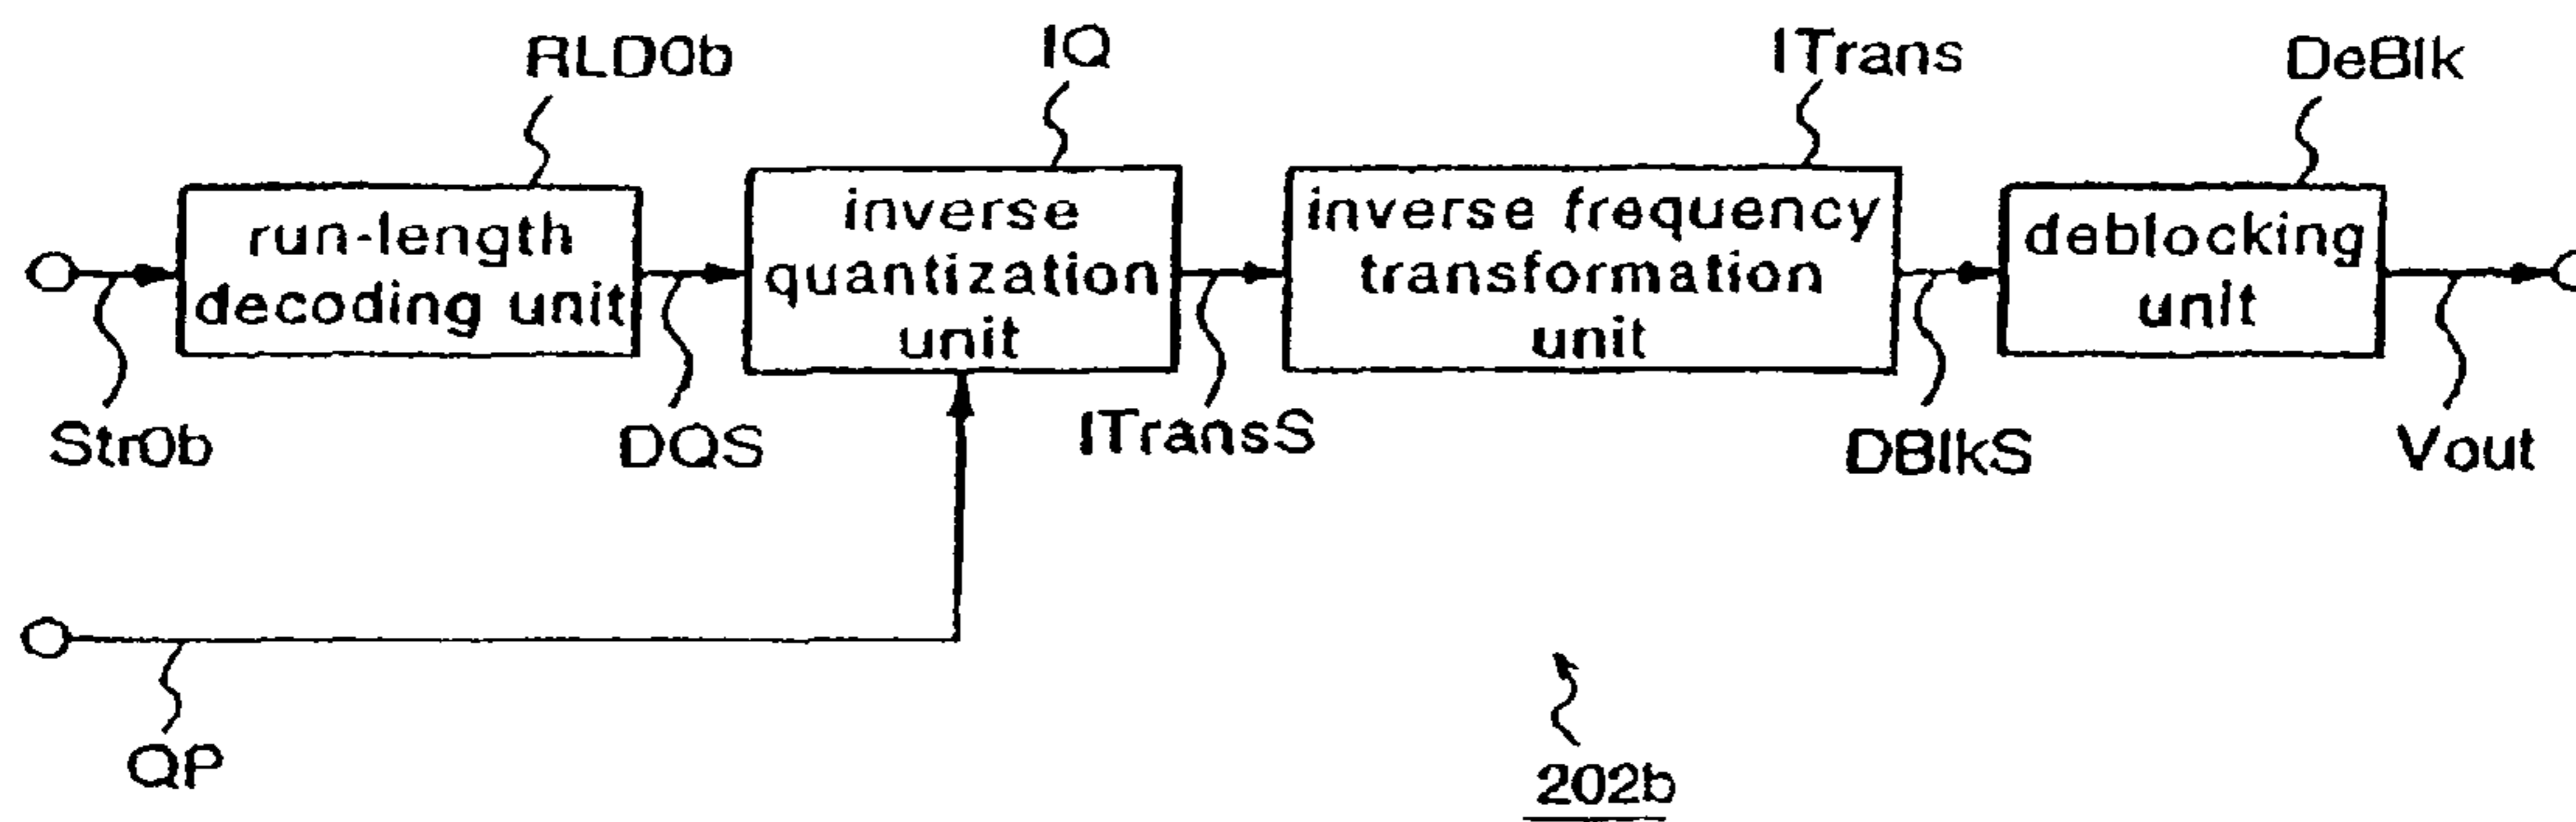 RLD0b
IQ
ITrans
DeBlk
run-length
decoding unit
inverse
quantization
unit
inverse frequency
transformation
unit
deblocking
unit
Str0b
DQS
ITransS
DBlkS
Vout
QP
202b